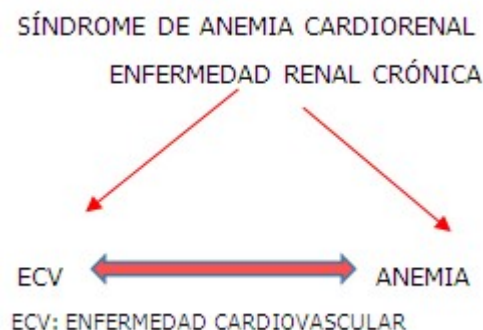 SÍNDROME DE ANEMIA CARDIORENAL
ENFERMEDAD RENAL CRÓNICA
ECV ANEMIA
ECV: ENFERMEDAD CARDIOVASCULAR